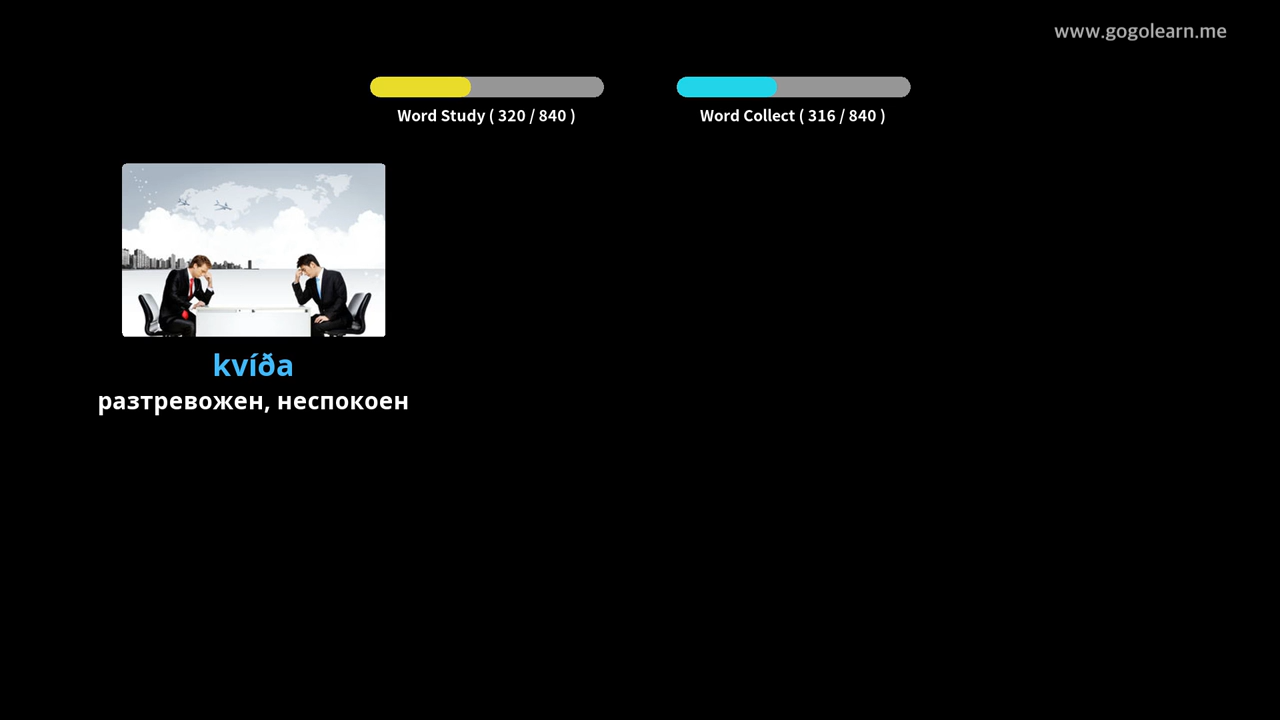 www.gogolearn.me
Word Study ( 320 / 840 )
Word Collect ( 316 / 840 )
kvíða
разтревожен, неспокоен